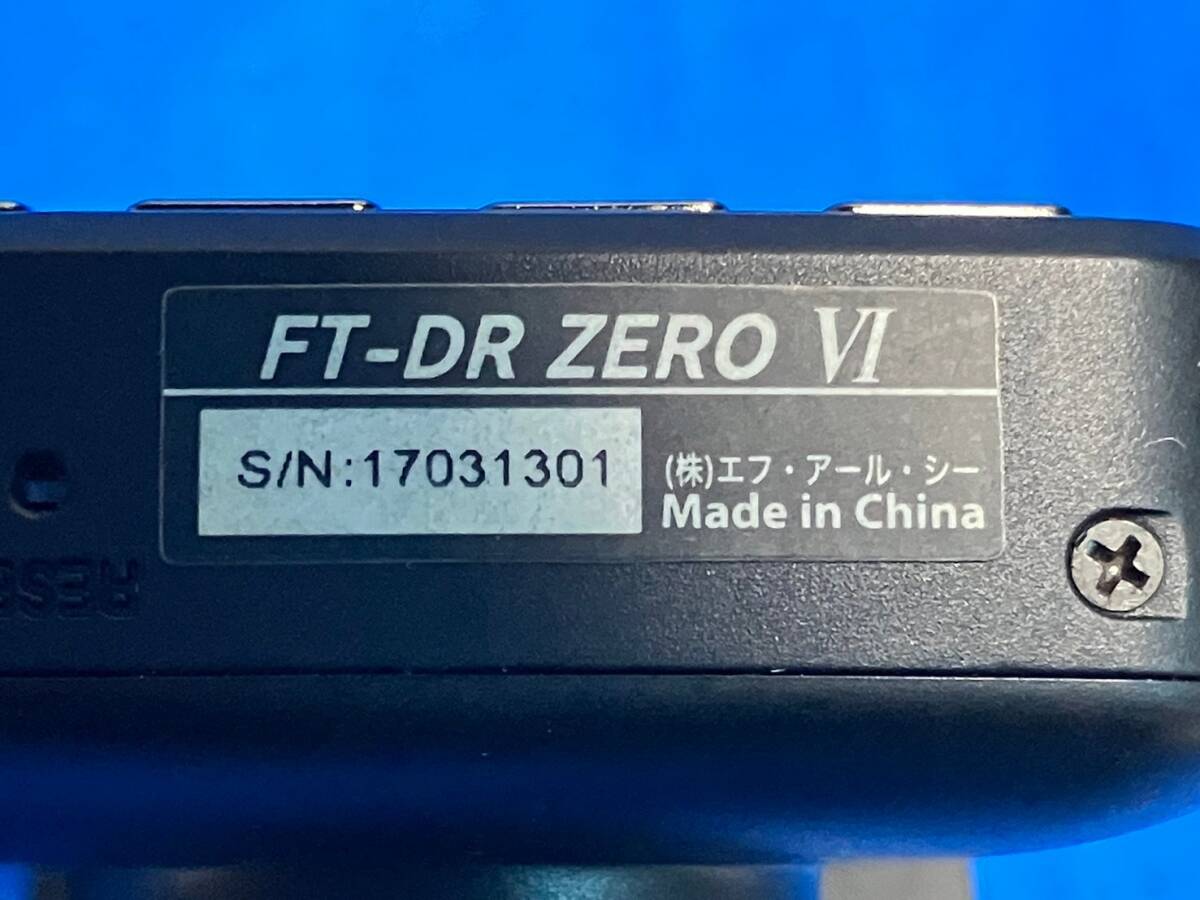 FT-DR ZERO VI
S/N:17031301
(株)エフ・アール・シー
Made in China